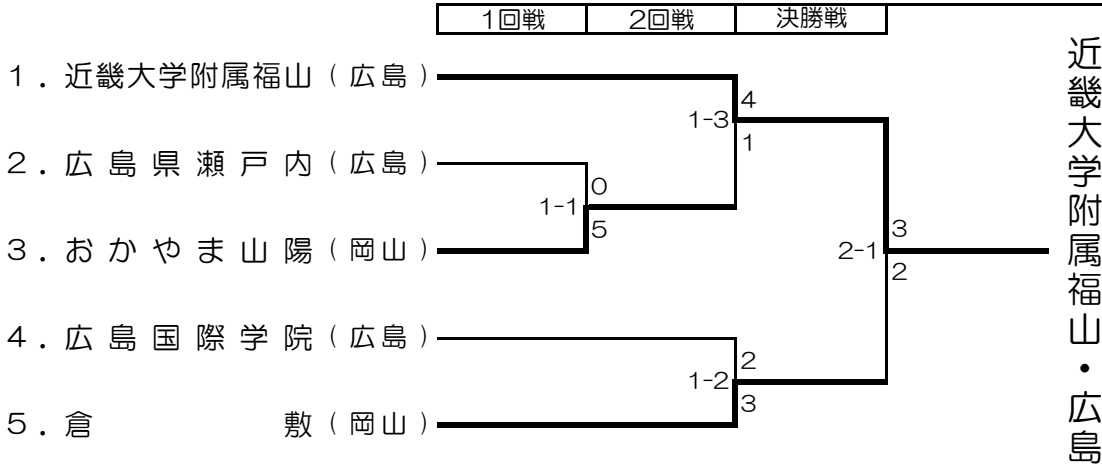 1回戦 2回戦 決勝戦
1．近畿大学附属福山（広島）
4
1-3
1
2．広島県瀬戸内（広島）
0
1-1
5
3．おかやま山陽（岡山）
3
2-1
2
4．広島国際学院（広島）
2
1-2
3
5．倉敷（岡山）
近畿大学附属福山・広島